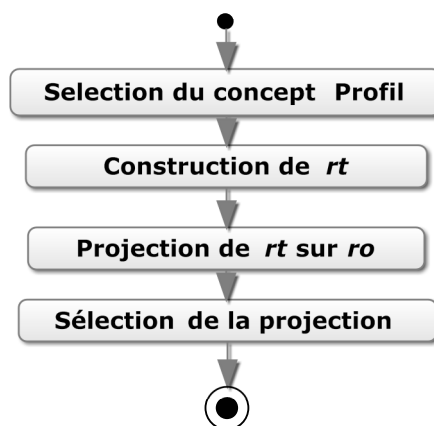 Selection du concept Profil
Construction de rt
Projection de rt sur ro
Sélection de la projection